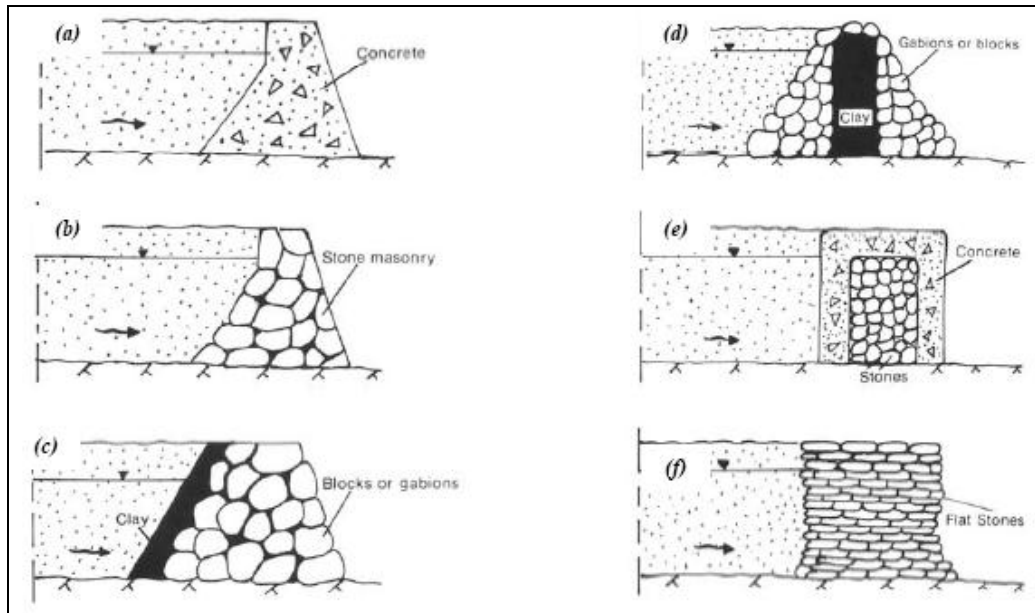 (a)
Concrete
(b)
Stone masonry
(c)
Blocks or gabions
Clay
(d)
Gabions or blocks
Clay
(e)
Concrete
Stones
(f)
Flat Stones